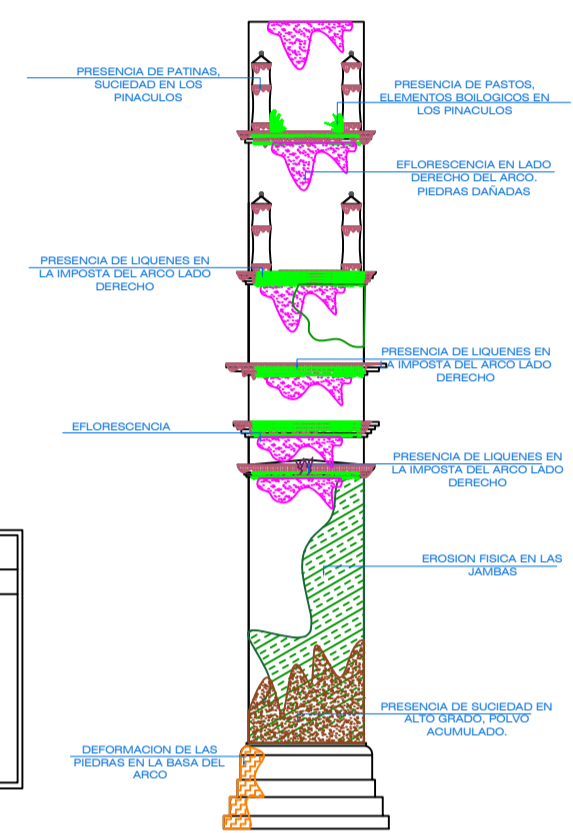 PRESENCIA DE PATINAS,
SUCIEDAD EN LOS
PINACULOS
PRESENCIA DE PASTOS,
ELEMENTOS BOILOGICOS EN
LOS PINACULOS
EFLORESCENCIA EN LADO
DERECHO DEL ARCO.
PIEDRAS DAÑADAS
PRESENCIA DE LIQUENES EN
LA IMPOSTA DEL ARCO LADO
DERECHO
PRESENCIA DE LIQUENES EN
LA IMPOSTA DEL ARCO LADO
DERECHO
EFLORESCENCIA
PRESENCIA DE LIQUENES EN
LA IMPOSTA DEL ARCO LADO
DERECHO
EROSION FISICA EN LAS
JAMBAS
PRESENCIA DE SUCIEDAD EN
ALTO GRADO, POLVO
ACUMULADO.
DEFORMACION DE LAS
PIEDRAS EN LA BASA DEL
ARCO